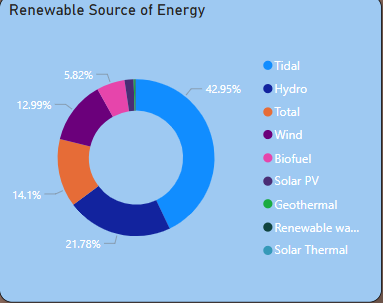 Renewable Source of Energy
5.82%
42.95%
12.99%
14.1%
21.78%
Tidal
Hydro
Total
Wind
Biofuel
Solar PV
Geothermal
Renewable wa...
Solar Thermal